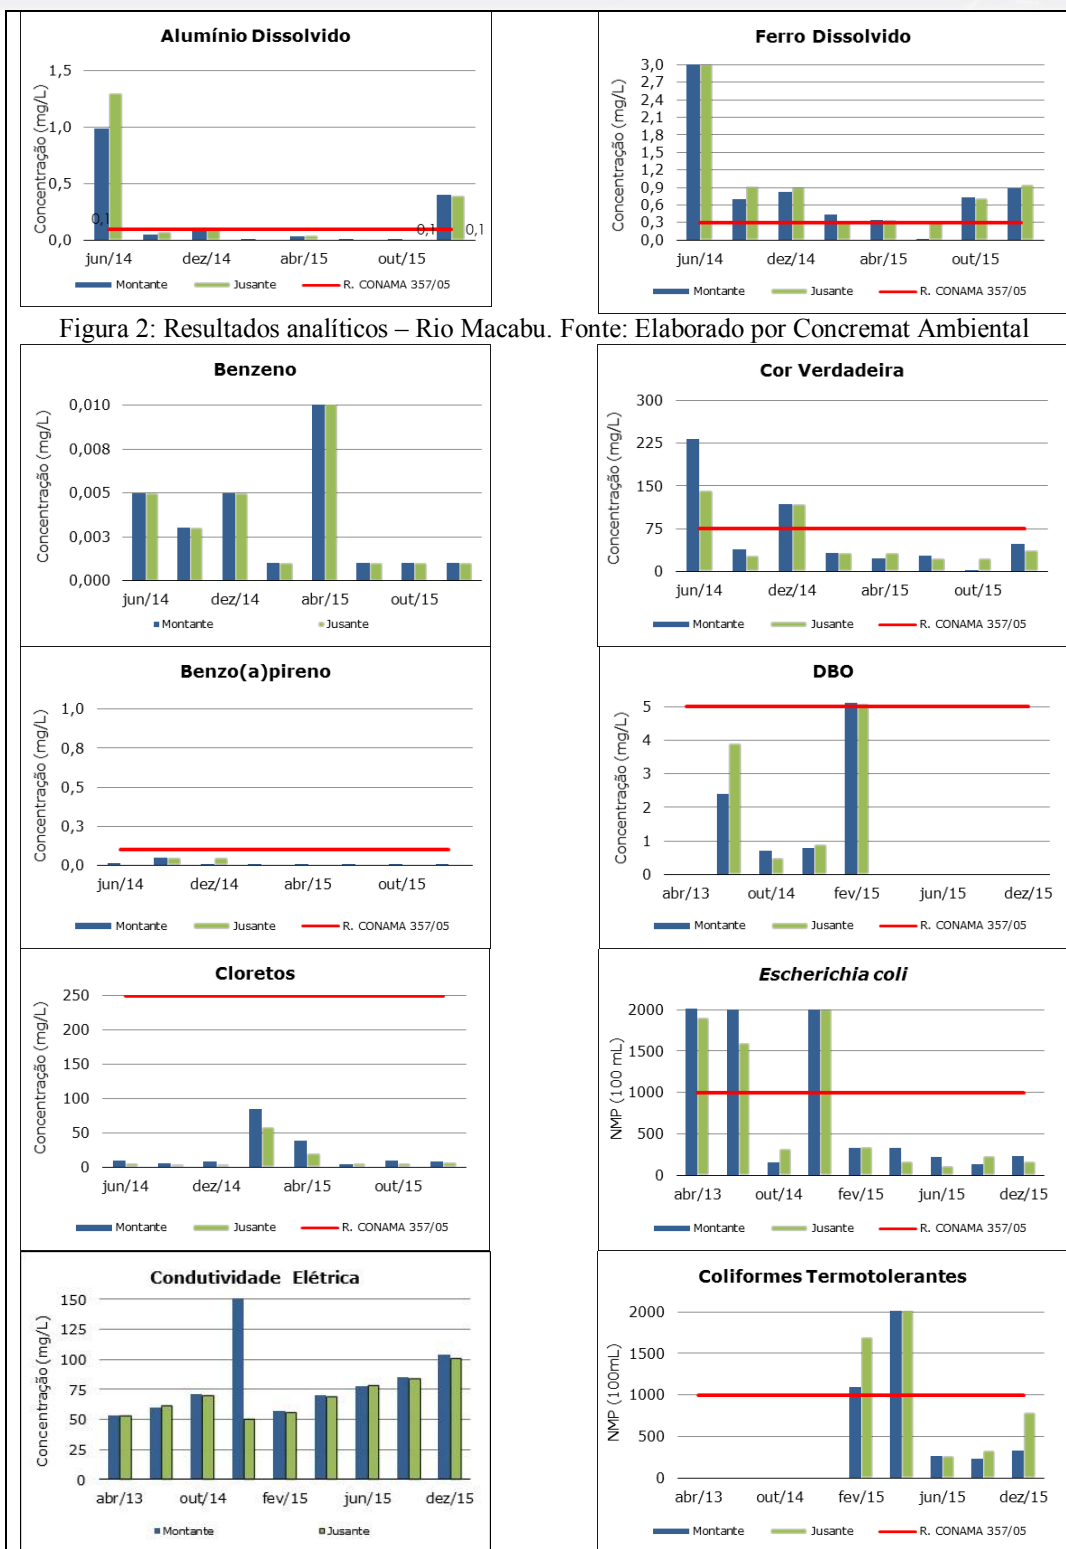 Alumínio Dissolvido
Concentração (mg/L)
1,5
1,0
0,5
0,0
0,1
0,1
0,1
jun/14 dez/14 abr/15 out/15
Montante Jusante R. CONAMA 357/05
Ferro Dissolvido
Concentração (mg/L)
3,0
2,7
2,4
2,1
1,8
1,5
1,2
0,9
0,6
0,3
0,0
jun/14 dez/14 abr/15 out/15
Montante Jusante R. CONAMA 357/05
Figura 2: Resultados analíticos – Rio Macabu. Fonte: Elaborado por Concremat Ambiental
Benzeno
Concentração (mg/L)
0,010
0,008
0,005
0,003
0,000
jun/14 dez/14 abr/15 out/15
Montante Jusante
Cor Verdadeira
Concentração (mg/L)
300
225
150
75
0
jun/14 dez/14 abr/15 out/15
Montante Jusante R. CONAMA 357/05
Benzo(a)pireno
Concentração (mg/L)
1,0
0,8
0,5
0,3
0,0
jun/14 dez/14 abr/15 out/15
Montante Jusante R. CONAMA 357/05
DBO
Concentração (mg/L)
5
4
3
2
1
0
abr/13 out/14 fev/15 jun/15 dez/15
Montante Jusante R. CONAMA 357/05
Cloretos
Concentração (mg/L)
250
200
150
100
50
0
jun/14 dez/14 abr/15 out/15
Montante Jusante R. CONAMA 357/05
Escherichia coli
NMP (100 mL)
2000
1500
1000
500
0
abr/13 out/14 fev/15 jun/15 dez/15
Montante Jusante R. CONAMA 357/05
Condutividade Elétrica
Concentração (mg/L)
150
125
100
75
50
25
0
abr/13 out/14 fev/15 jun/15 dez/15
Montante Jusante
Coliformes Termotolerantes
NMP (100mL)
2000
1500
1000
500
0
abr/13 out/14 fev/15 jun/15 dez/15
Montante Jusante R. CONAMA 357/05